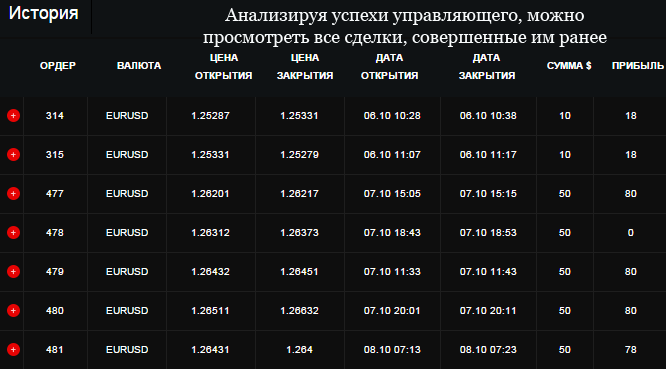 История
Анализируя успехи управляющего, можно
просмотреть все сделки, совершенные им ранее
ОРДЕР ВАЛЮТА ЦЕНА ОТКРЫТИЯ ЦЕНА ЗАКРЫТИЯ ДАТА ОТКРЫТИЯ ДАТА ЗАКРЫТИЯ СУММА $ ПРИБЫЛЬ
+ 314 EURUSD 1.25287 1.25331 06.10 10:28 06.10 10:38 10 18
+ 315 EURUSD 1.25331 1.25279 06.10 11:07 06.10 11:17 10 18
+ 477 EURUSD 1.26201 1.26217 07.10 15:05 07.10 15:15 50 80
+ 478 EURUSD 1.26312 1.26373 07.10 18:43 07.10 18:53 50 0
+ 479 EURUSD 1.26432 1.26451 07.10 11:33 07.10 11:43 50 80
+ 480 EURUSD 1.26511 1.26632 07.10 20:01 07.10 20:11 50 80
+ 481 EURUSD 1.26431 1.264 08.10 07:13 08.10 07:23 50 78